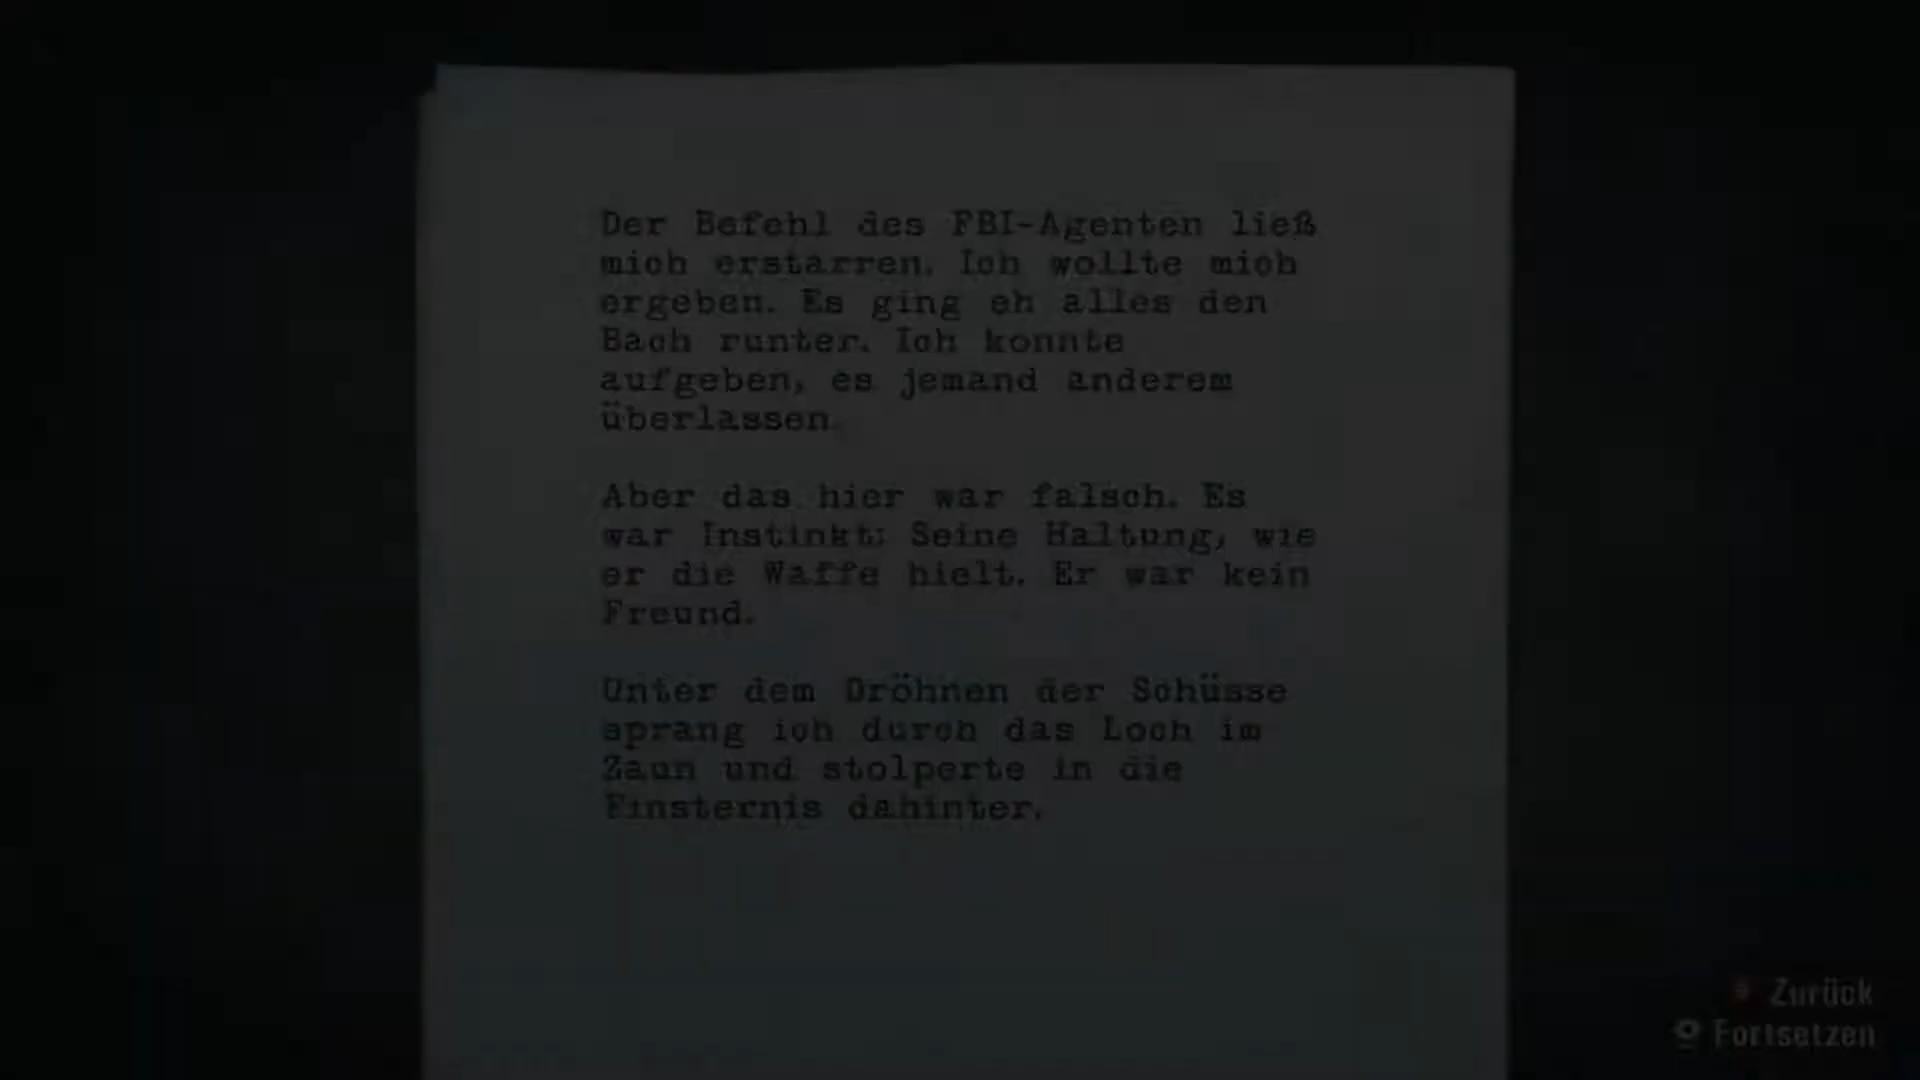 Der Befehl des FBI-Agenten ließ
mich erstarren. Ich wollte mich
ergeben. Es ging eh alles den
Bach runter. Ich konnte
aufgeben, es jemand anderem
überlassen.
Aber das hier war falsch. Es
war Instinkt: Seine Haltung, wie
er die Waffe hielt. Er war kein
Freund.
Unter dem Dröhnen der Schüsse
sprang ich durch das Loch im
Zaun und stolperte in die
Finsternis dahinter.
Zurück
Fortsetzen